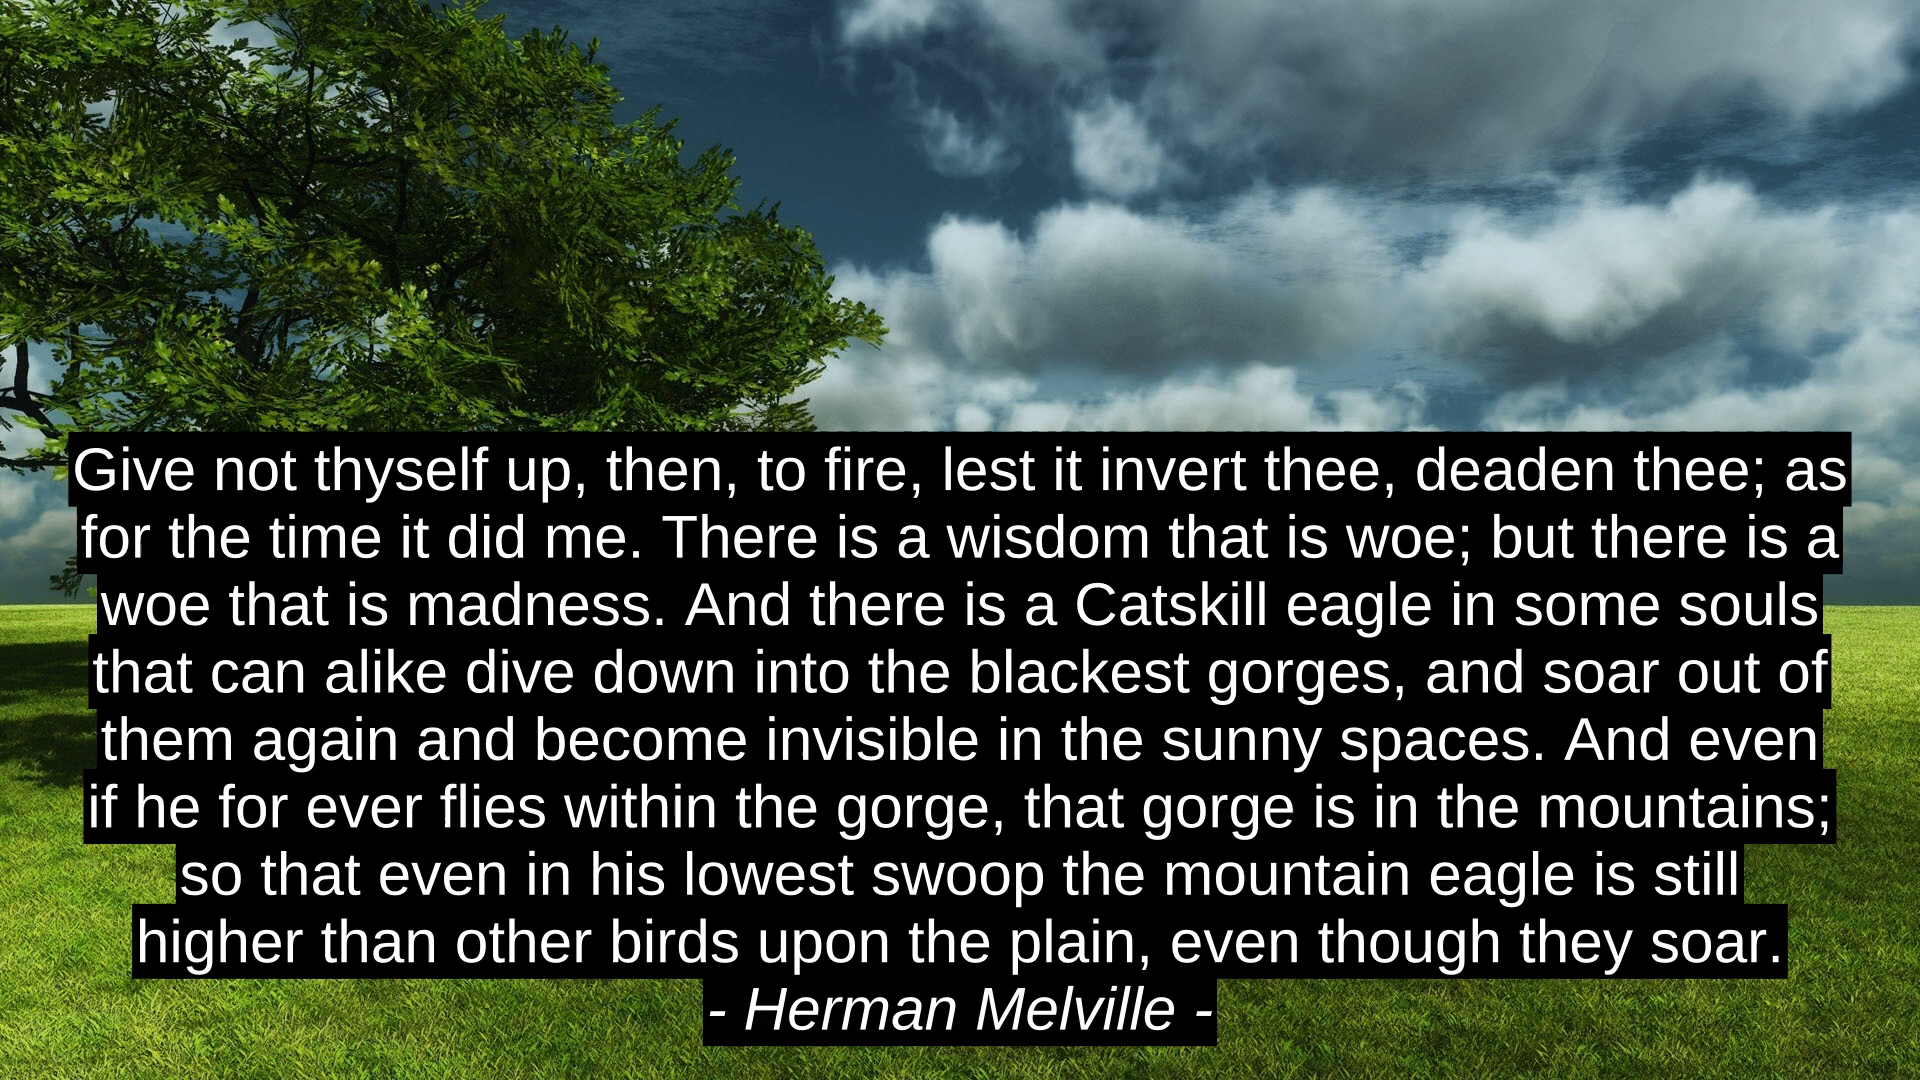 Give not thyself up, then, to fire, lest it invert thee, deaden thee; as
for the time it did me. There is a wisdom that is woe; but there is a
woe that is madness. And there is a Catskill eagle in some souls
that can alike dive down into the blackest gorges, and soar out of
them again and become invisible in the sunny spaces. And even
if he for ever flies within the gorge, that gorge is in the mountains;
so that even in his lowest swoop the mountain eagle is still
higher than other birds upon the plain, even though they soar.
- Herman Melville -